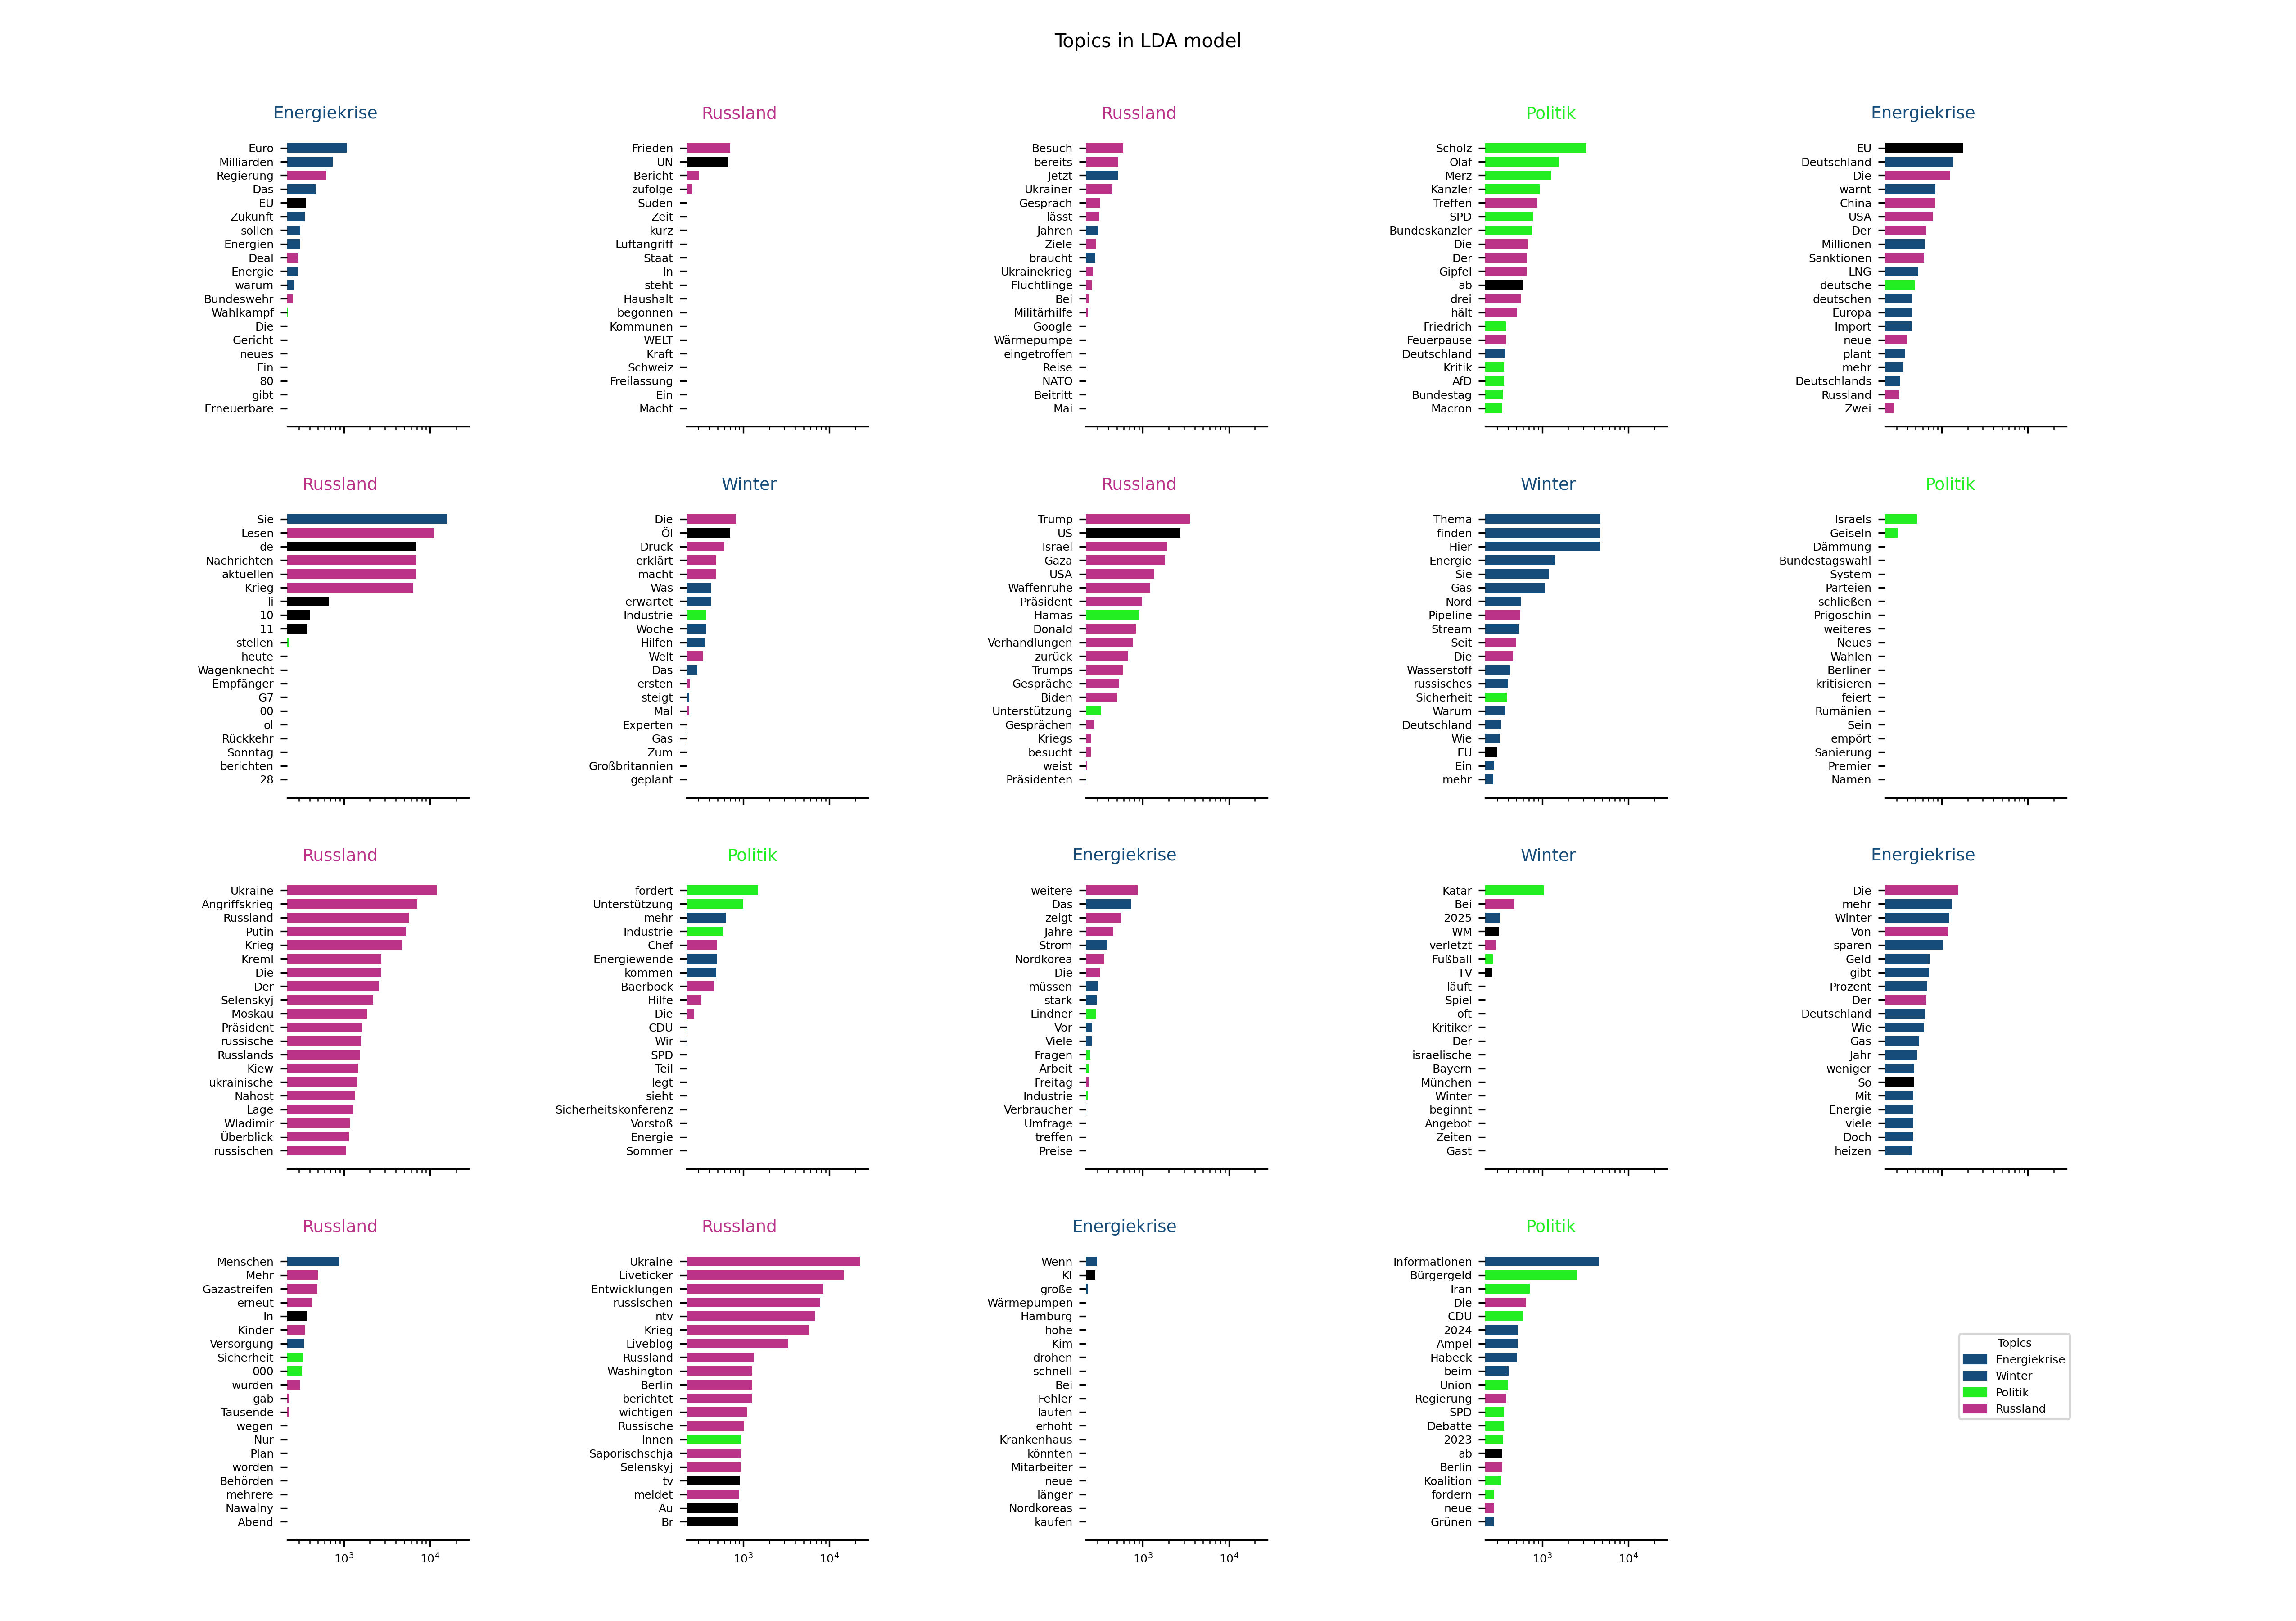 Topics in LDA model
Energiekrise
Euro
Milliarden
Regierung
Das
EU
Zukunft
sollen
Energien
Deal
Energie
warum
Bundeswehr
Wahlkampf
Die
Gericht
neues
Ein
80
gibt
Erneuerbare
Russland
Frieden
UN
Bericht
zufolge
Süden
Zeit
kurz
Luftangriff
Staat
In
steht
Haushalt
begonnen
Kommunen
WELT
Kraft
Schweiz
Freilassung
Ein
Macht
Russland
Besuch
bereits
Jetzt
Ukrainer
Gespräch
lässt
Jahren
Ziele
braucht
Ukrainekrieg
Flüchtlinge
Bei
Militärhilfe
Google
Wärmepumpe
eingetroffen
Reise
NATO
Beitritt
Mai
Politik
Scholz
Olaf
Merz
Kanzler
Treffen
SPD
Bundeskanzler
Die
Der
Gipfel
ab
drei
hält
Friedrich
Feuerpause
Deutschland
Kritik
AfD
Bundestag
Macron
Energiekrise
EU
Deutschland
Die
warnt
China
USA
Der
Millionen
Sanktionen
LNG
deutsche
deutschen
Europa
Import
neue
plant
mehr
Deutschlands
Russland
Zwei
Russland
Sie
Lesen
de
Nachrichten
aktuellen
Krieg
li
10
11
stellen
heute
Wagenknecht
Empfänger
G7
00
ol
Rückkehr
Sonntag
berichten
28
Winter
Die
Öl
Druck
erklärt
macht
Was
erwartet
Industrie
Woche
Hilfen
Welt
Das
ersten
steigt
Mal
Experten
Gas
Zum
Großbritannien
geplant
Russland
Trump
US
Israel
Gaza
USA
Waffenruhe
Präsident
Hamas
Donald
Verhandlungen
zurück
Trumps
Gespräche
Biden
Unterstützung
Gesprächen
Kriegs
besucht
weist
Präsidenten
Winter
Thema
finden
Hier
Energie
Sie
Gas
Nord
Pipeline
Stream
Seit
Die
Wasserstoff
russisches
Sicherheit
Warum
Deutschland
Wie
EU
Ein
mehr
Politik
Israels
Geiseln
Dämmung
Bundestagswahl
System
Parteien
schließen
Prigoschin
weiteres
Neues
Wahlen
Berliner
kritisieren
feiert
Rumänien
Sein
empört
Sanierung
Premier
Namen
Russland
Ukraine
Angriffskrieg
Russland
Putin
Krieg
Kreml
Die
Der
Selenskyj
Moskau
Präsident
russische
Russlands
Kiew
ukrainische
Nahost
Lage
Wladimir
Überblick
russischen
Politik
fordert
Unterstützung
mehr
Industrie
Chef
Energiewende
kommen
Baerbock
Hilfe
Die
CDU
Wir
SPD
Teil
legt
sieht
Sicherheitskonferenz
Vorstoß
Energie
Sommer
Energiekrise
weitere
Das
zeigt
Jahre
Strom
Nordkorea
Die
müssen
stark
Lindner
Vor
Viele
Fragen
Arbeit
Freitag
Industrie
Verbraucher
Umfrage
treffen
Preise
Winter
Katar
Bei
2025
WM
verletzt
Fußball
TV
läuft
Spiel
oft
Kritiker
Der
israelische
Bayern
München
Winter
beginnt
Angebot
Zeiten
Gast
Energiekrise
Die
mehr
Winter
Von
sparen
Geld
gibt
Prozent
Der
Deutschland
Wie
Gas
Jahr
weniger
So
Mit
Energie
viele
Doch
heizen
Russland
Menschen
Mehr
Gazastreifen
erneut
In
Kinder
Versorgung
Sicherheit
000
wurden
gab
Tausende
wegen
Nur
Plan
worden
Behörden
mehrere
Nawalny
Abend
10³ 10⁴
Russland
Ukraine
Liveticker
Entwicklungen
russischen
ntv
Krieg
Liveblog
Russland
Washington
Berlin
berichtet
wichtigen
Russische
Innen
Saporischschja
Selenskyj
tv
meldet
Au
Br
10³ 10⁴
Energiekrise
Wenn
KI
große
Wärmepumpen
Hamburg
hohe
Kim
drohen
schnell
Bei
Fehler
laufen
erhöht
Krankenhaus
könnten
Mitarbeiter
neue
länger
Nordkoreas
kaufen
10³ 10⁴
Politik
Informationen
Bürgergeld
Iran
Die
CDU
2024
Ampel
Habeck
beim
Union
Regierung
SPD
Debatte
2023
ab
Berlin
Koalition
fordern
neue
Grünen
10³ 10⁴
Topics
Energiekrise
Winter
Politik
Russland